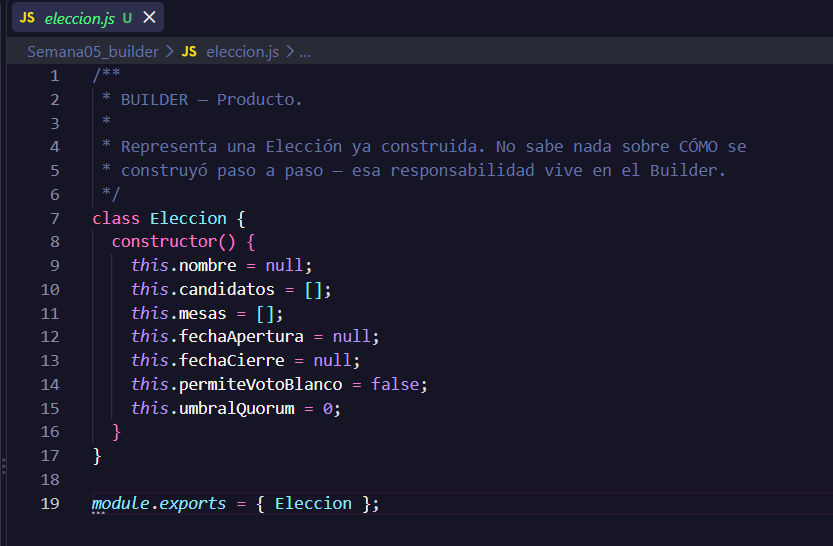 JS eleccion.js U ×
Semana05_builder > JS eleccion.js > ...
1 /**
2 * BUILDER — Producto.
3 *
4 * Representa una Elección ya construida. No sabe nada sobre CÓMO se
5 * construyó paso a paso — esa responsabilidad vive en el Builder.
6 */
7 class Eleccion {
8 constructor() {
9 this.nombre = null;
10 this.candidatos = [];
11 this.mesas = [];
12 this.fechaApertura = null;
13 this.fechaCierre = null;
14 this.permiteVotoBlanco = false;
15 this.umbralQuorum = 0;
16 }
17 }
18
19 module.exports = { Eleccion };